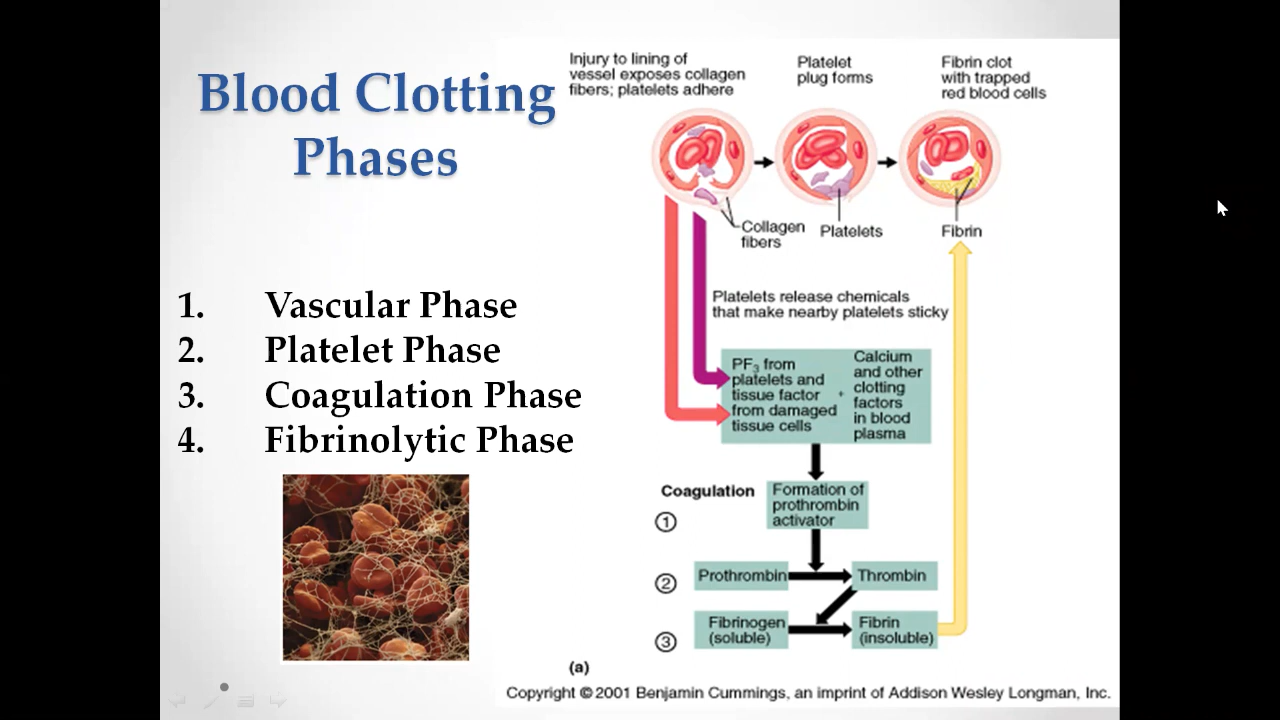 Blood Clotting
Phases
1. Vascular Phase
2. Platelet Phase
3. Coagulation Phase
4. Fibrinolytic Phase
Injury to lining of
vessel exposes collagen
fibers; platelets adhere
Platelet
plug forms
Fibrin clot
with trapped
red blood cells
Collagen
fibers
Platelets
Fibrin
Platelets release chemicals
that make nearby platelets sticky
PF3 from
platelets and
tissue factor
from damaged
tissue cells
+
Calcium
and other
clotting
factors
in blood
plasma
Coagulation
Formation of
prothrombin
activator
1
2
Prothrombin
Thrombin
3
Fibrinogen
(soluble)
Fibrin
(insoluble)
(a)
Copyright © 2001 Benjamin Cummings, an imprint of Addison Wesley Longman, Inc.